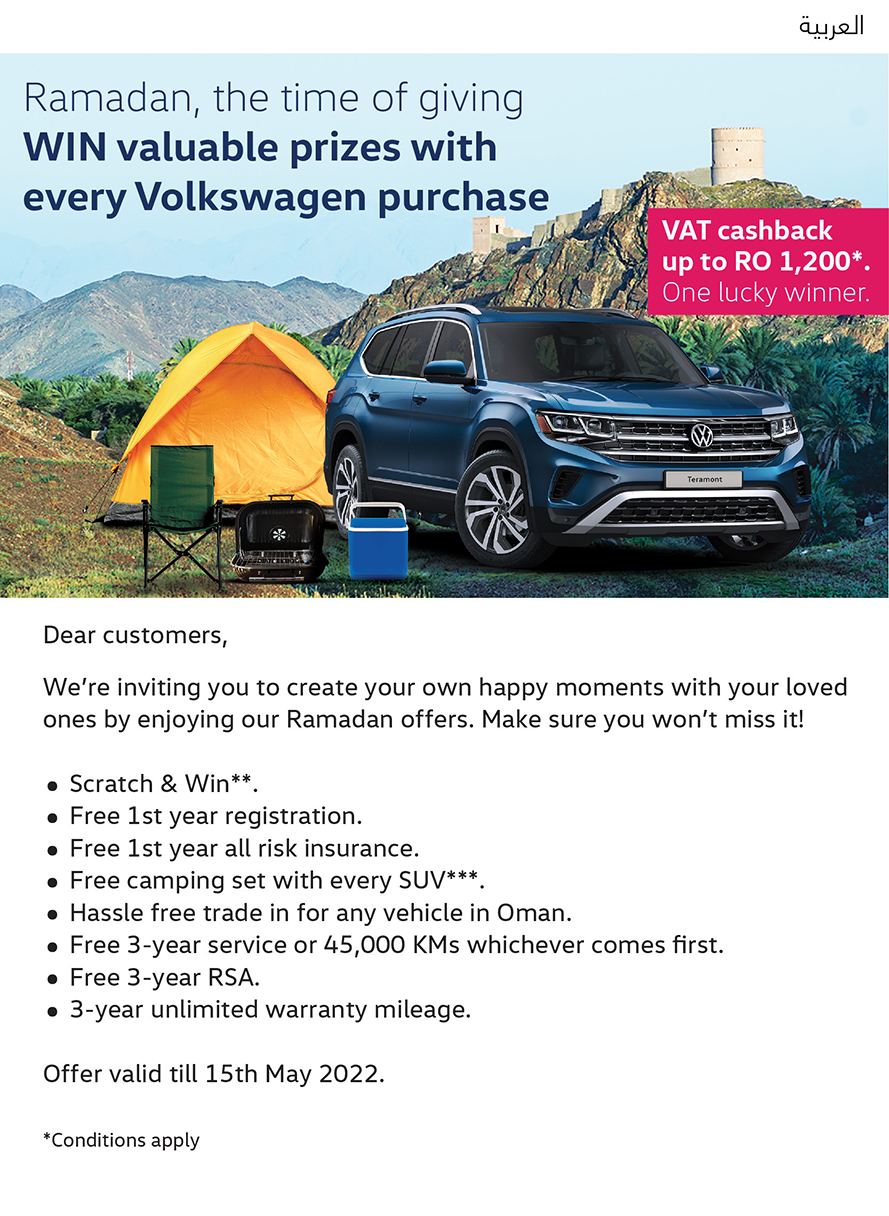 العربية
Ramadan, the time of giving
WIN valuable prizes with
every Volkswagen purchase
VAT cashback
up to RO 1,200*.
One lucky winner.
Teramont
Dear customers,
We’re inviting you to create your own happy moments with your loved
ones by enjoying our Ramadan offers. Make sure you won’t miss it!
• Scratch & Win**.
• Free 1st year registration.
• Free 1st year all risk insurance.
• Free camping set with every SUV***.
• Hassle free trade in for any vehicle in Oman.
• Free 3-year service or 45,000 KMs whichever comes first.
• Free 3-year RSA.
• 3-year unlimited warranty mileage.
Offer valid till 15th May 2022.
*Conditions apply